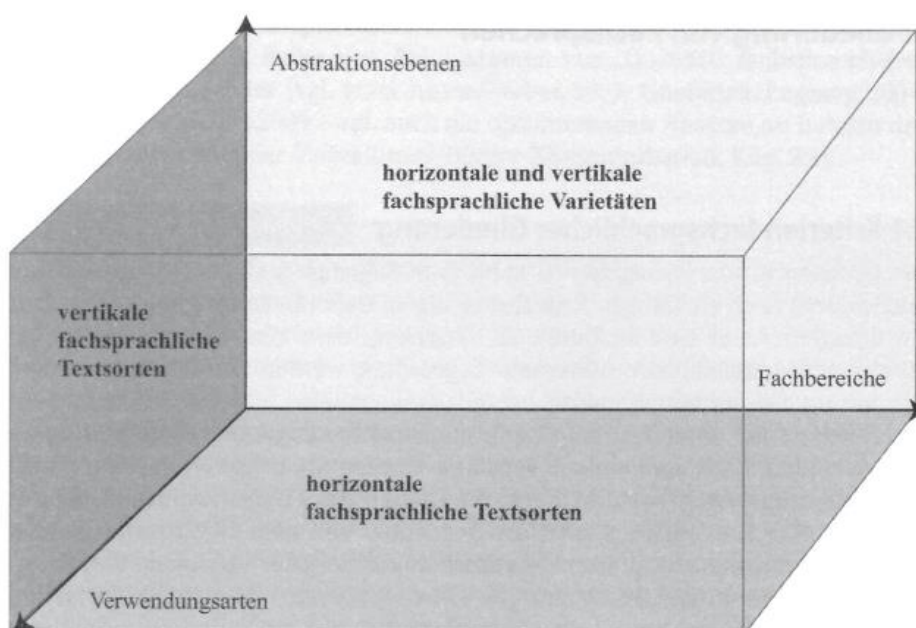 Abstraktionsebenen
horizontale und vertikale
fachsprachliche Varietäten
vertikale
fachsprachliche
Textsorten
Fachbereiche
horizontale
fachsprachliche Textsorten
Verwendungsarten